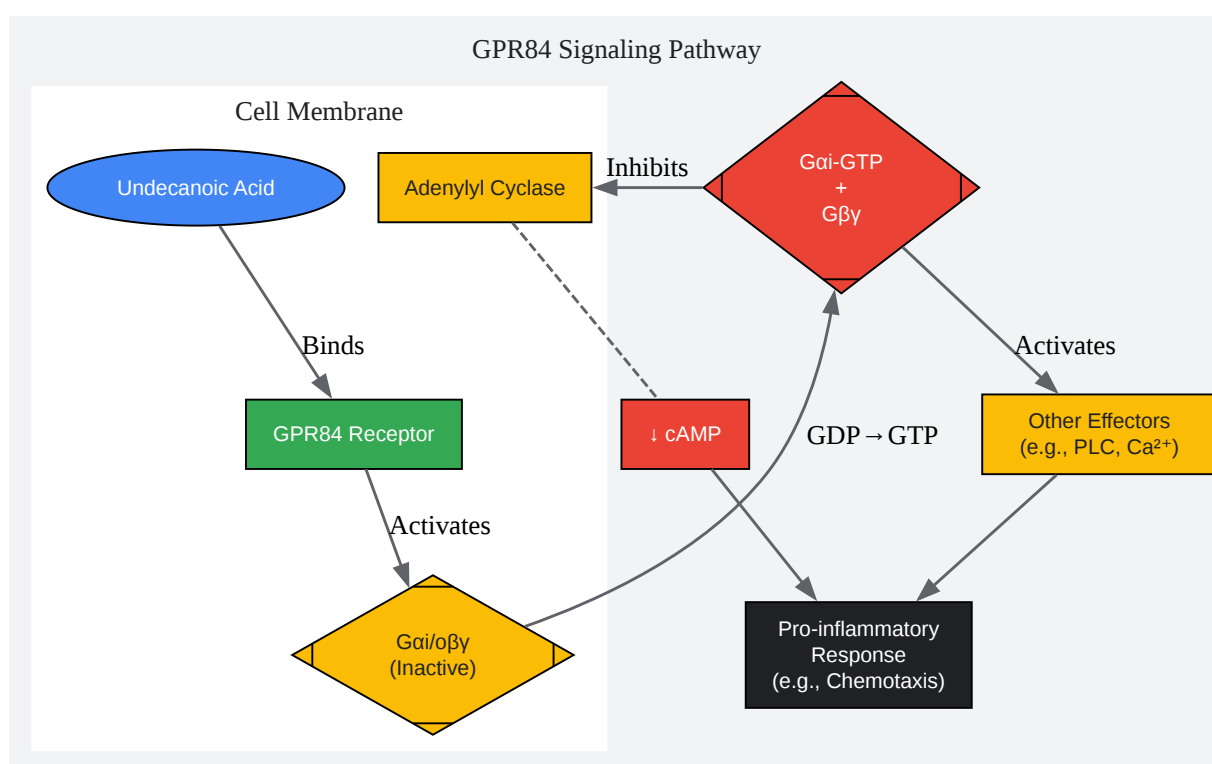 GPR84 Signaling Pathway
Cell Membrane
Undecanoic Acid
Adenylyl Cyclase
Inhibits
Gαi-GTP
+
Gβγ
Binds
Activates
GPR84 Receptor
↓ cAMP
GDP→GTP
Other Effectors
(e.g., PLC, Ca²⁺)
Activates
Gαi/oβγ
(Inactive)
Pro-inflammatory
Response
(e.g., Chemotaxis)